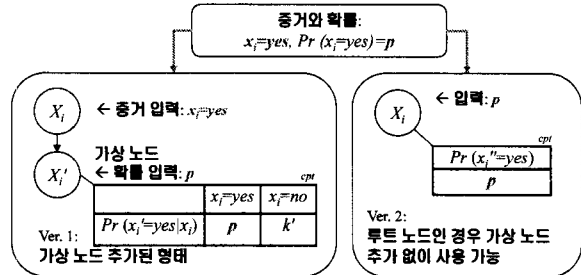 증거와 확률:
xᵢ=yes, Pr (xᵢ=yes)=p
Xᵢ
← 증거 입력: xᵢ=yes
가상 노드
Xᵢ'
← 확률 입력: p
cpt
xᵢ=yes xᵢ=no
Pr (xᵢ'=yes|xᵢ) p k'
Ver. 1:
가상 노드 추가된 형태
Xᵢ
← 입력: p
cpt
Pr (xᵢ''=yes)
p
Ver. 2:
루트 노드인 경우 가상 노드
추가 없이 사용 가능